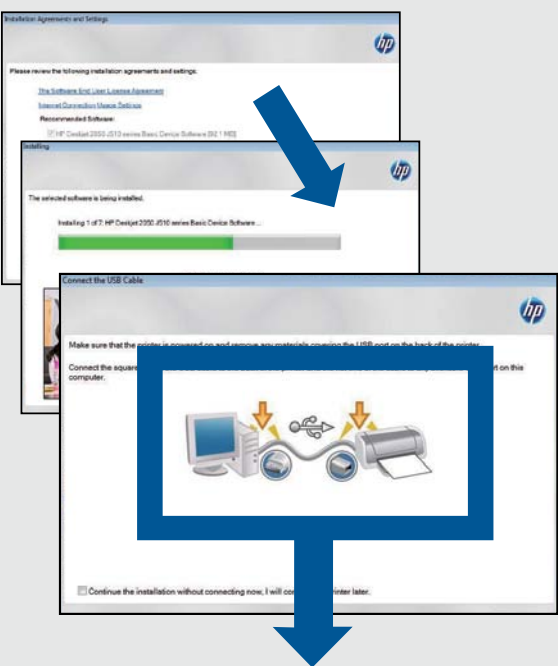 Installation Agreements and Settings
hp
Please review the following installation agreements and settings.
The Software End User License Agreement
Internet Connection Usage Settings
Recommended Software:
HP Deskjet 2050 J510 series Basic Device Software [92.1 MB]
Installing
hp
The selected software is being installed.
Installing 1 of 7: HP Deskjet 2050 J510 series Basic Device Software ...
Connect the USB Cable
hp
Make sure that the printer is powered on and remove any materials covering the USB port on the back of the printer.
Connect the square
rt on this
computer.
Continue the installation without connecting now, I will con
rinter later.